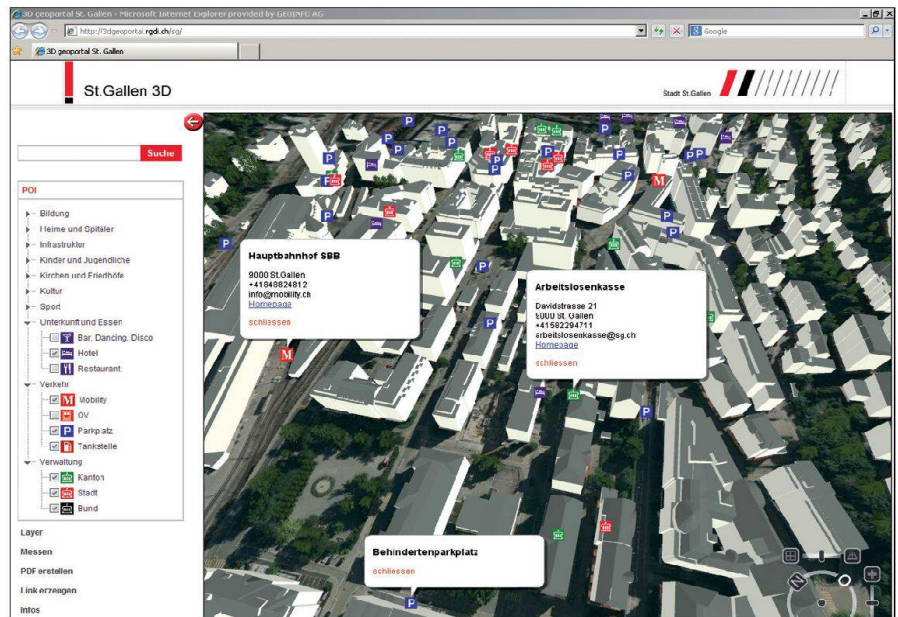 3D geoportal St. Gallen - Microsoft Internet Explorer provided by GEOINFO AG
http://3dgeoportal.rgdi.ch/sg/
Google
3D geoportal St. Gallen
St.Gallen 3D
Stadt St.Gallen
Suche
POI
Bildung
Heime und Spitäler
Infrastruktur
Kinder und Jugendliche
Kirchen und Friedhöfe
Kultur
Sport
Unterkunft und Essen
Bar, Dancing, Disco
Hotel
Restaurant
Verkehr
M Mobility
ÖV
P Parkplatz
Tankstelle
Verwaltung
Kanton
Stadt
Bund
Layer
Messen
PDF erstellen
Link erzeugen
Infos
Hauptbahnhof SBB
9000 St.Gallen
+41848824812
info@mobility.ch
Homepage
schliessen
Arbeitslosenkasse
Davidstrasse 21
9000 St. Gallen
+41582294711
arbeitslosenkasse@sg.ch
Homepage
schliessen
Behindertenparkplatz
schliessen